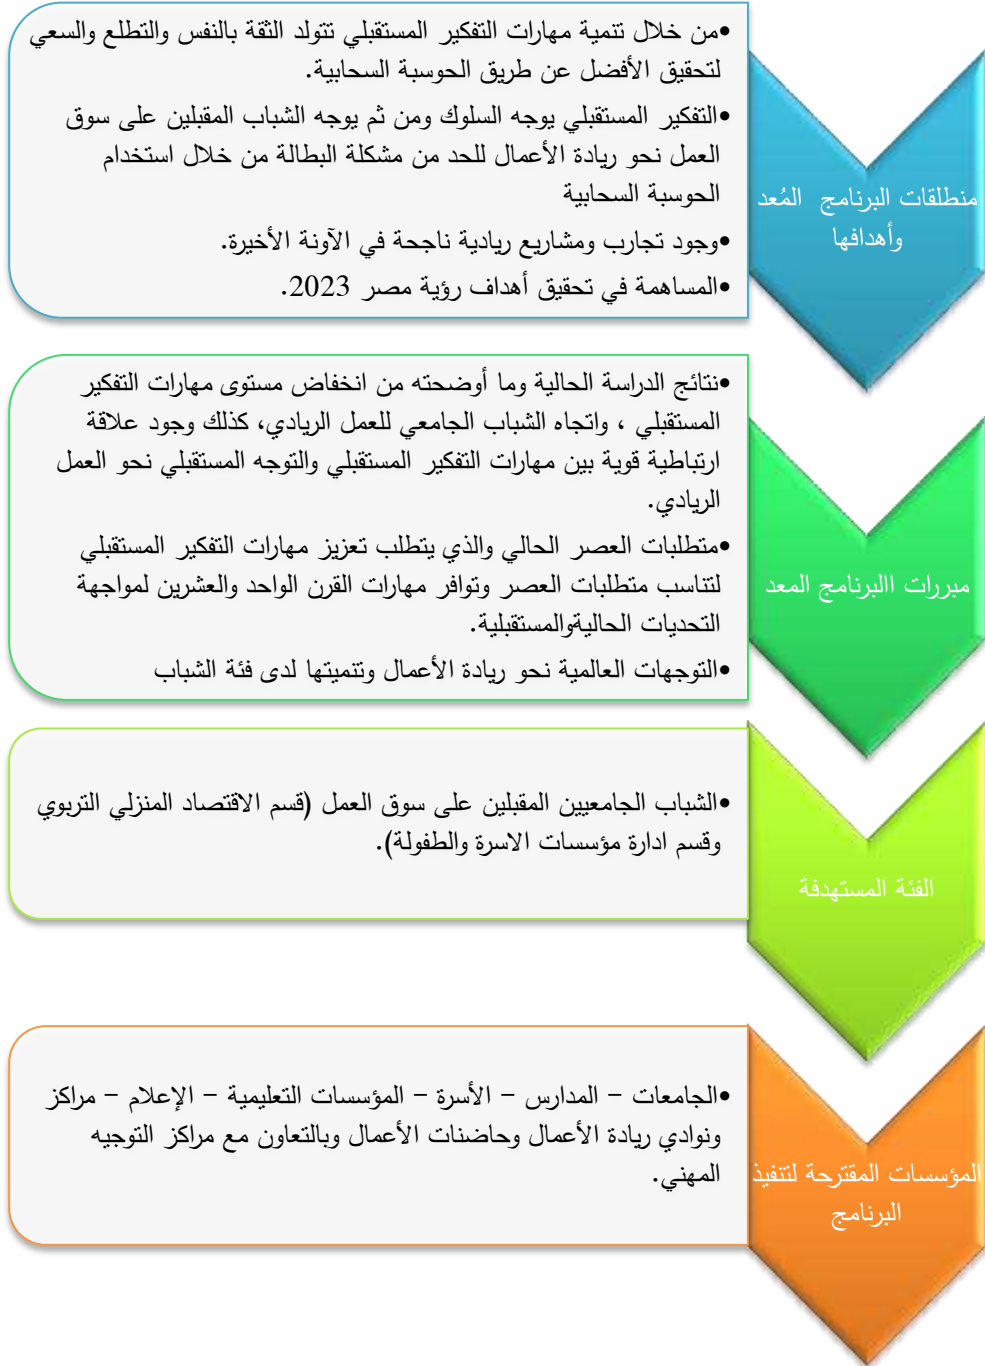 منطلقات البرنامج المُعد
وأهدافها
•من خلال تنمية مهارات التفكير المستقبلي تتولد الثقة بالنفس والتطلع والسعي
لتحقيق الأفضل عن طريق الحوسبة السحابية.
•التفكير المستقبلي يوجه السلوك ومن ثم يوجه الشباب المقبلين على سوق
العمل نحو ريادة الأعمال للحد من مشكلة البطالة من خلال استخدام
الحوسبة السحابية
•وجود تجارب ومشاريع ريادية ناجحة في الآونة الأخيرة.
•المساهمة في تحقيق أهداف رؤية مصر 2023.
مبررات االبرنامج المعد
•نتائج الدراسة الحالية وما أوضحته من انخفاض مستوى مهارات التفكير
المستقبلي ، واتجاه الشباب الجامعي للعمل الريادي، كذلك وجود علاقة
ارتباطية قوية بين مهارات التفكير المستقبلي والتوجه المستقبلي نحو العمل
الريادي.
•متطلبات العصر الحالي والذي يتطلب تعزيز مهارات التفكير المستقبلي
لتتناسب متطلبات العصر وتوافر مهارات القرن الواحد والعشرين لمواجهة
التحديات الحاليةوالمستقبلية.
•التوجهات العالمية نحو ريادة الأعمال وتنميتها لدى فئة الشباب
الفئة المستهدفة
•الشباب الجامعيين المقبلين على سوق العمل (قسم الاقتصاد المنزلي التربوي
وقسم ادارة مؤسسات الاسرة والطفولة).
المؤسسات المقترحة لتنفيذ
البرنامج
•الجامعات – المدارس – الأسرة – المؤسسات التعليمية – الإعلام – مراكز
ونوادي ريادة الأعمال وحاضنات الأعمال وبالتعاون مع مراكز التوجيه
المهني.